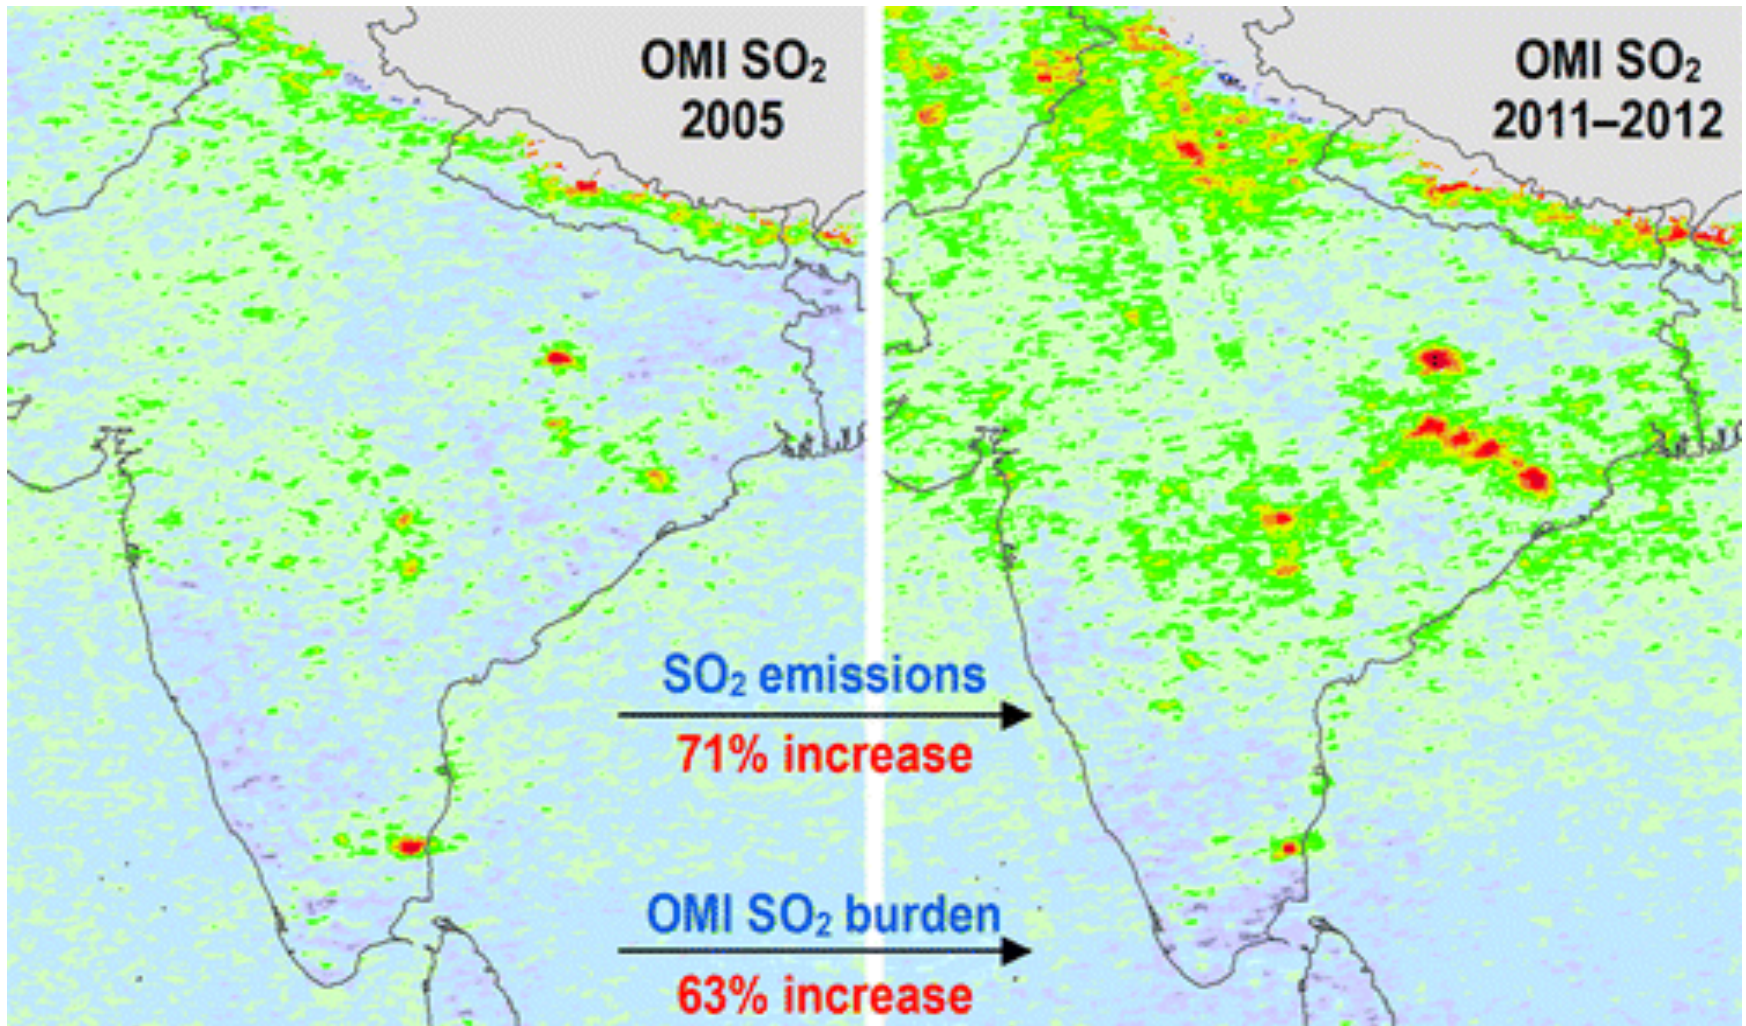 OMI SO₂
2005
OMI SO₂
2011–2012
SO₂ emissions
71% increase
OMI SO₂ burden
63% increase